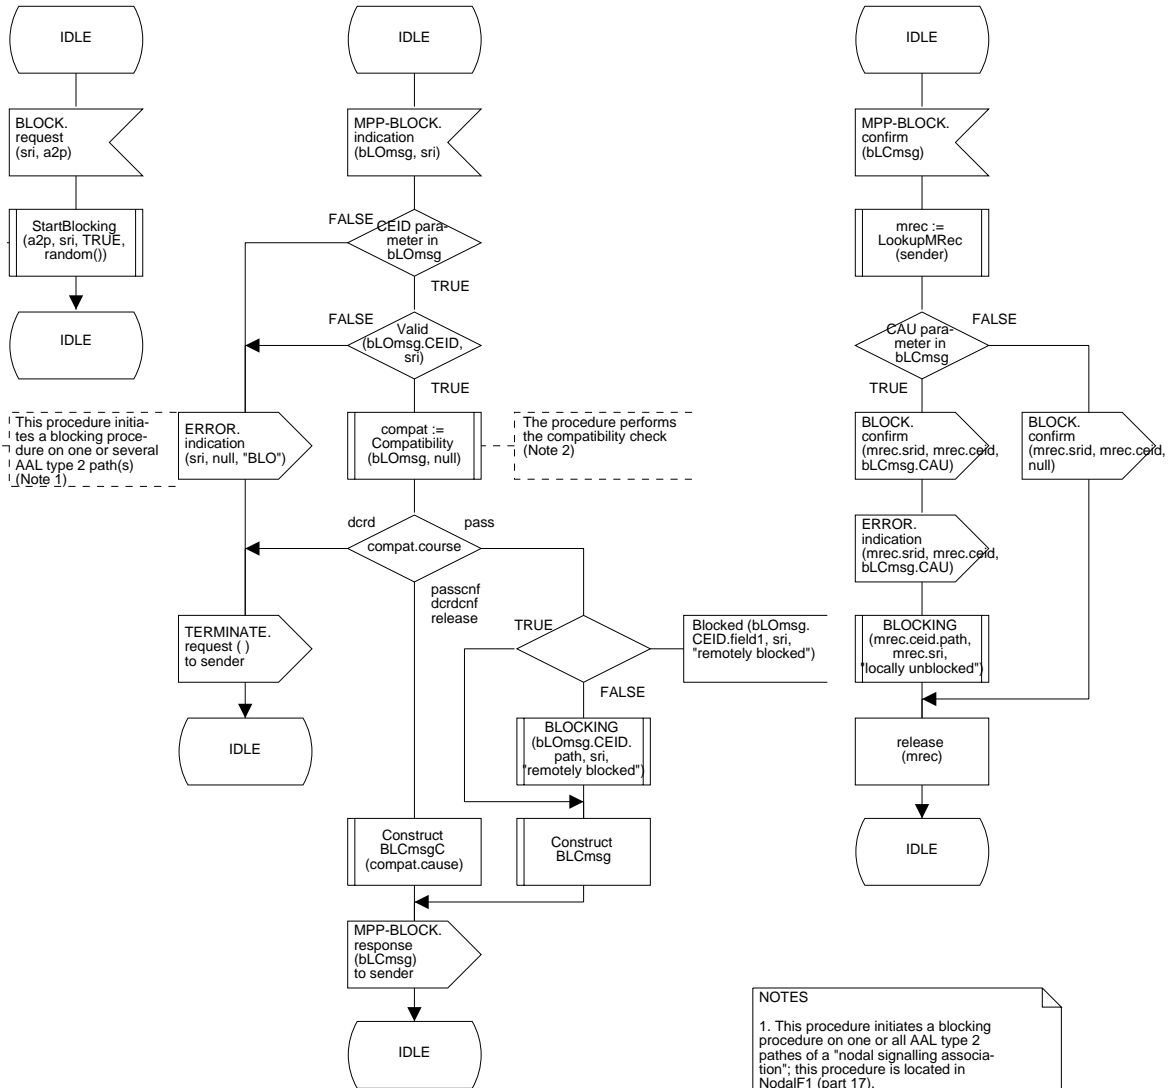 IDLE
IDLE
IDLE
BLOCK.
request
(sri, a2p)
MPP-BLOCK.
indication
(bLOmsg, sri)
MPP-BLOCK.
confirm
(bLCmsg)
StartBlocking
(a2p, sri, TRUE,
random())
FALSE
CEID para-
meter in
bLOmsg
TRUE
mrec :=
LookupMRec
(sender)
IDLE
FALSE
Valid
(bLOmsg.CEID,
sri)
TRUE
CAU para-
meter in
bLCmsg
FALSE
TRUE
This procedure initia-
tes a blocking proce-
dure on one or several
AAL type 2 path(s)
(Note 1)
ERROR.
indication
(sri, null, "BLO")
compat :=
Compatibility
(bLOmsg, null)
The procedure performs
the compatibility check
(Note 2)
BLOCK.
confirm
(mrec.srid, mrec.ceid,
bLCmsg.CAU)
BLOCK.
confirm
(mrec.srid, mrec.ceid,
null)
dcrd
compat.course
pass
passcnf
dcrdcnf
release
ERROR.
indication
(mrec.srid, mrec.ceid,
bLCmsg.CAU)
TERMINATE.
request ( )
to sender
TRUE
FALSE
Blocked (bLOmsg.
CEID.field1, sri,
"remotely blocked")
BLOCKING
(mrec.ceid.path,
mrec.sri,
"locally unblocked")
IDLE
BLOCKING
(bLOmsg.CEID.
path, sri,
"remotely blocked")
release
(mrec)
Construct
BLCmsgC
(compat.cause)
Construct
BLCmsg
IDLE
MPP-BLOCK.
response
(bLCmsg)
to sender
IDLE
NOTES
1. This procedure initiates a blocking
procedure on one or all AAL type 2
pathes of a "nodal signalling associa-
tion"; this procedure is located in
NodalF1 (part 17).